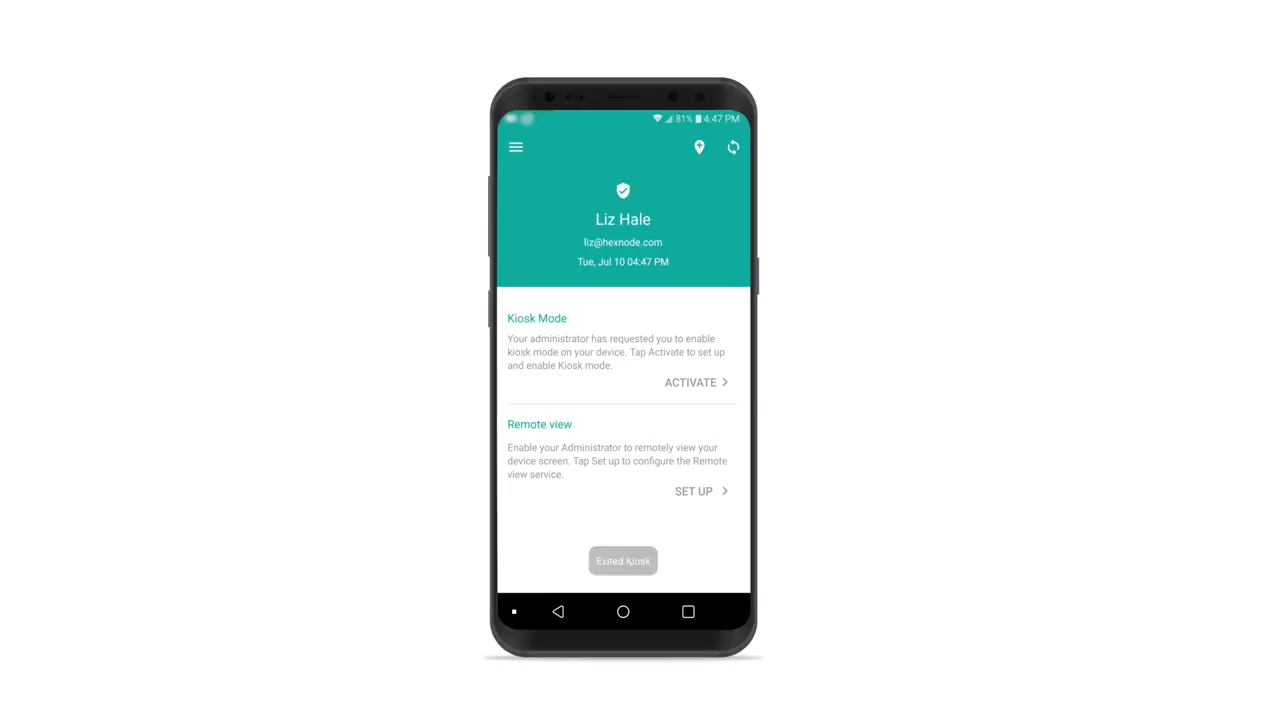 81% 4:47 PM
Liz Hale
liz@hexnode.com
Tue, Jul 10 04:47 PM
Kiosk Mode
Your administrator has requested you to enable
kiosk mode on your device. Tap Activate to set up
and enable Kiosk mode.
ACTIVATE
Remote view
Enable your Administrator to remotely view your
device screen. Tap Set up to configure the Remote
view service.
SET UP
Exited Kiosk